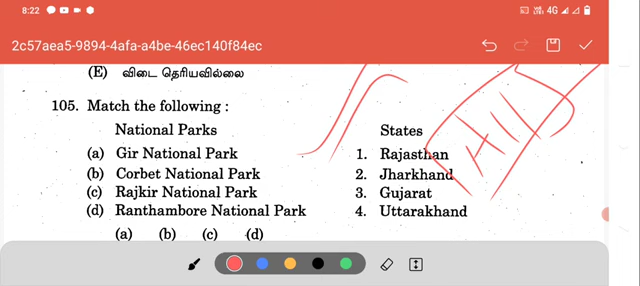 8:22
4G
2c57aea5-9894-4afa-a4be-46ec140f84ec
(E) விடை தெரியவில்லை
105. Match the following :
National Parks States
(a) Gir National Park 1. Rajasthan
(b) Corbet National Park 2. Jharkhand
(c) Rajkir National Park 3. Gujarat
(d) Ranthambore National Park 4. Uttarakhand
(a) (b) (c) (d)